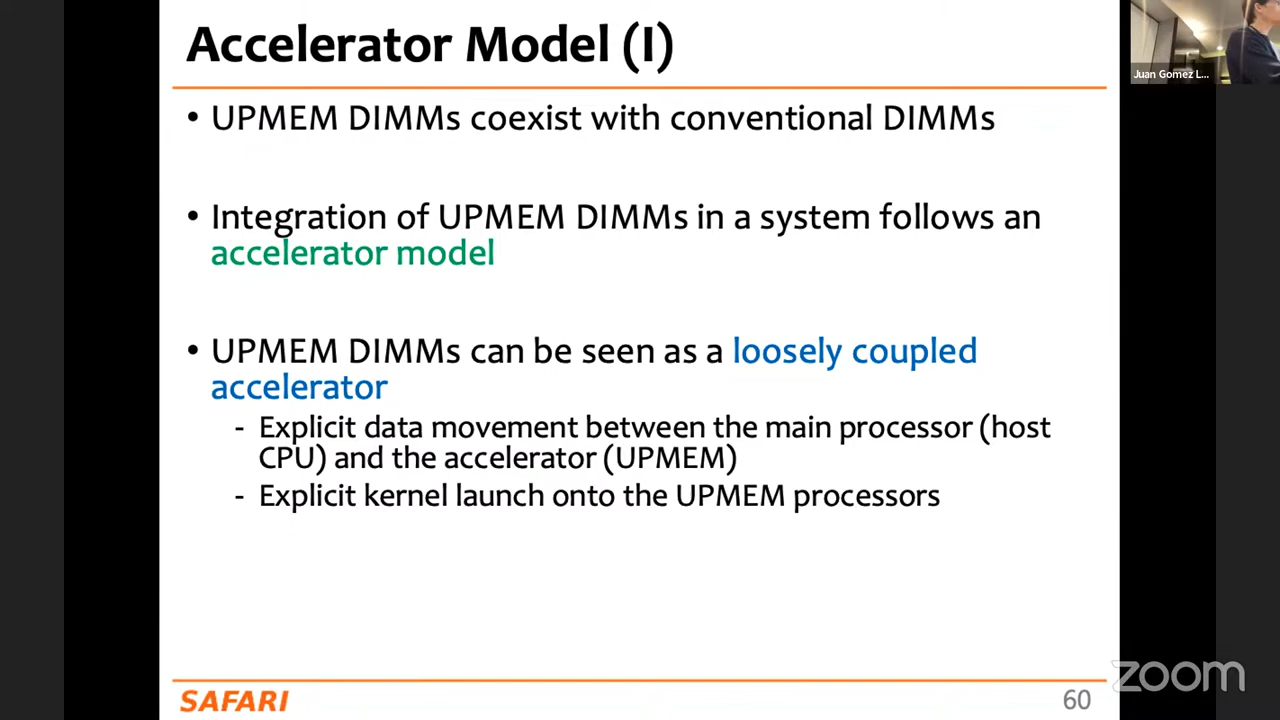 Accelerator Model (I)
• UPMEM DIMMs coexist with conventional DIMMs
• Integration of UPMEM DIMMs in a system follows an
accelerator model
• UPMEM DIMMs can be seen as a loosely coupled
accelerator
- Explicit data movement between the main processor (host
CPU) and the accelerator (UPMEM)
- Explicit kernel launch onto the UPMEM processors
SAFARI
60
Juan Gomez L...
zoom